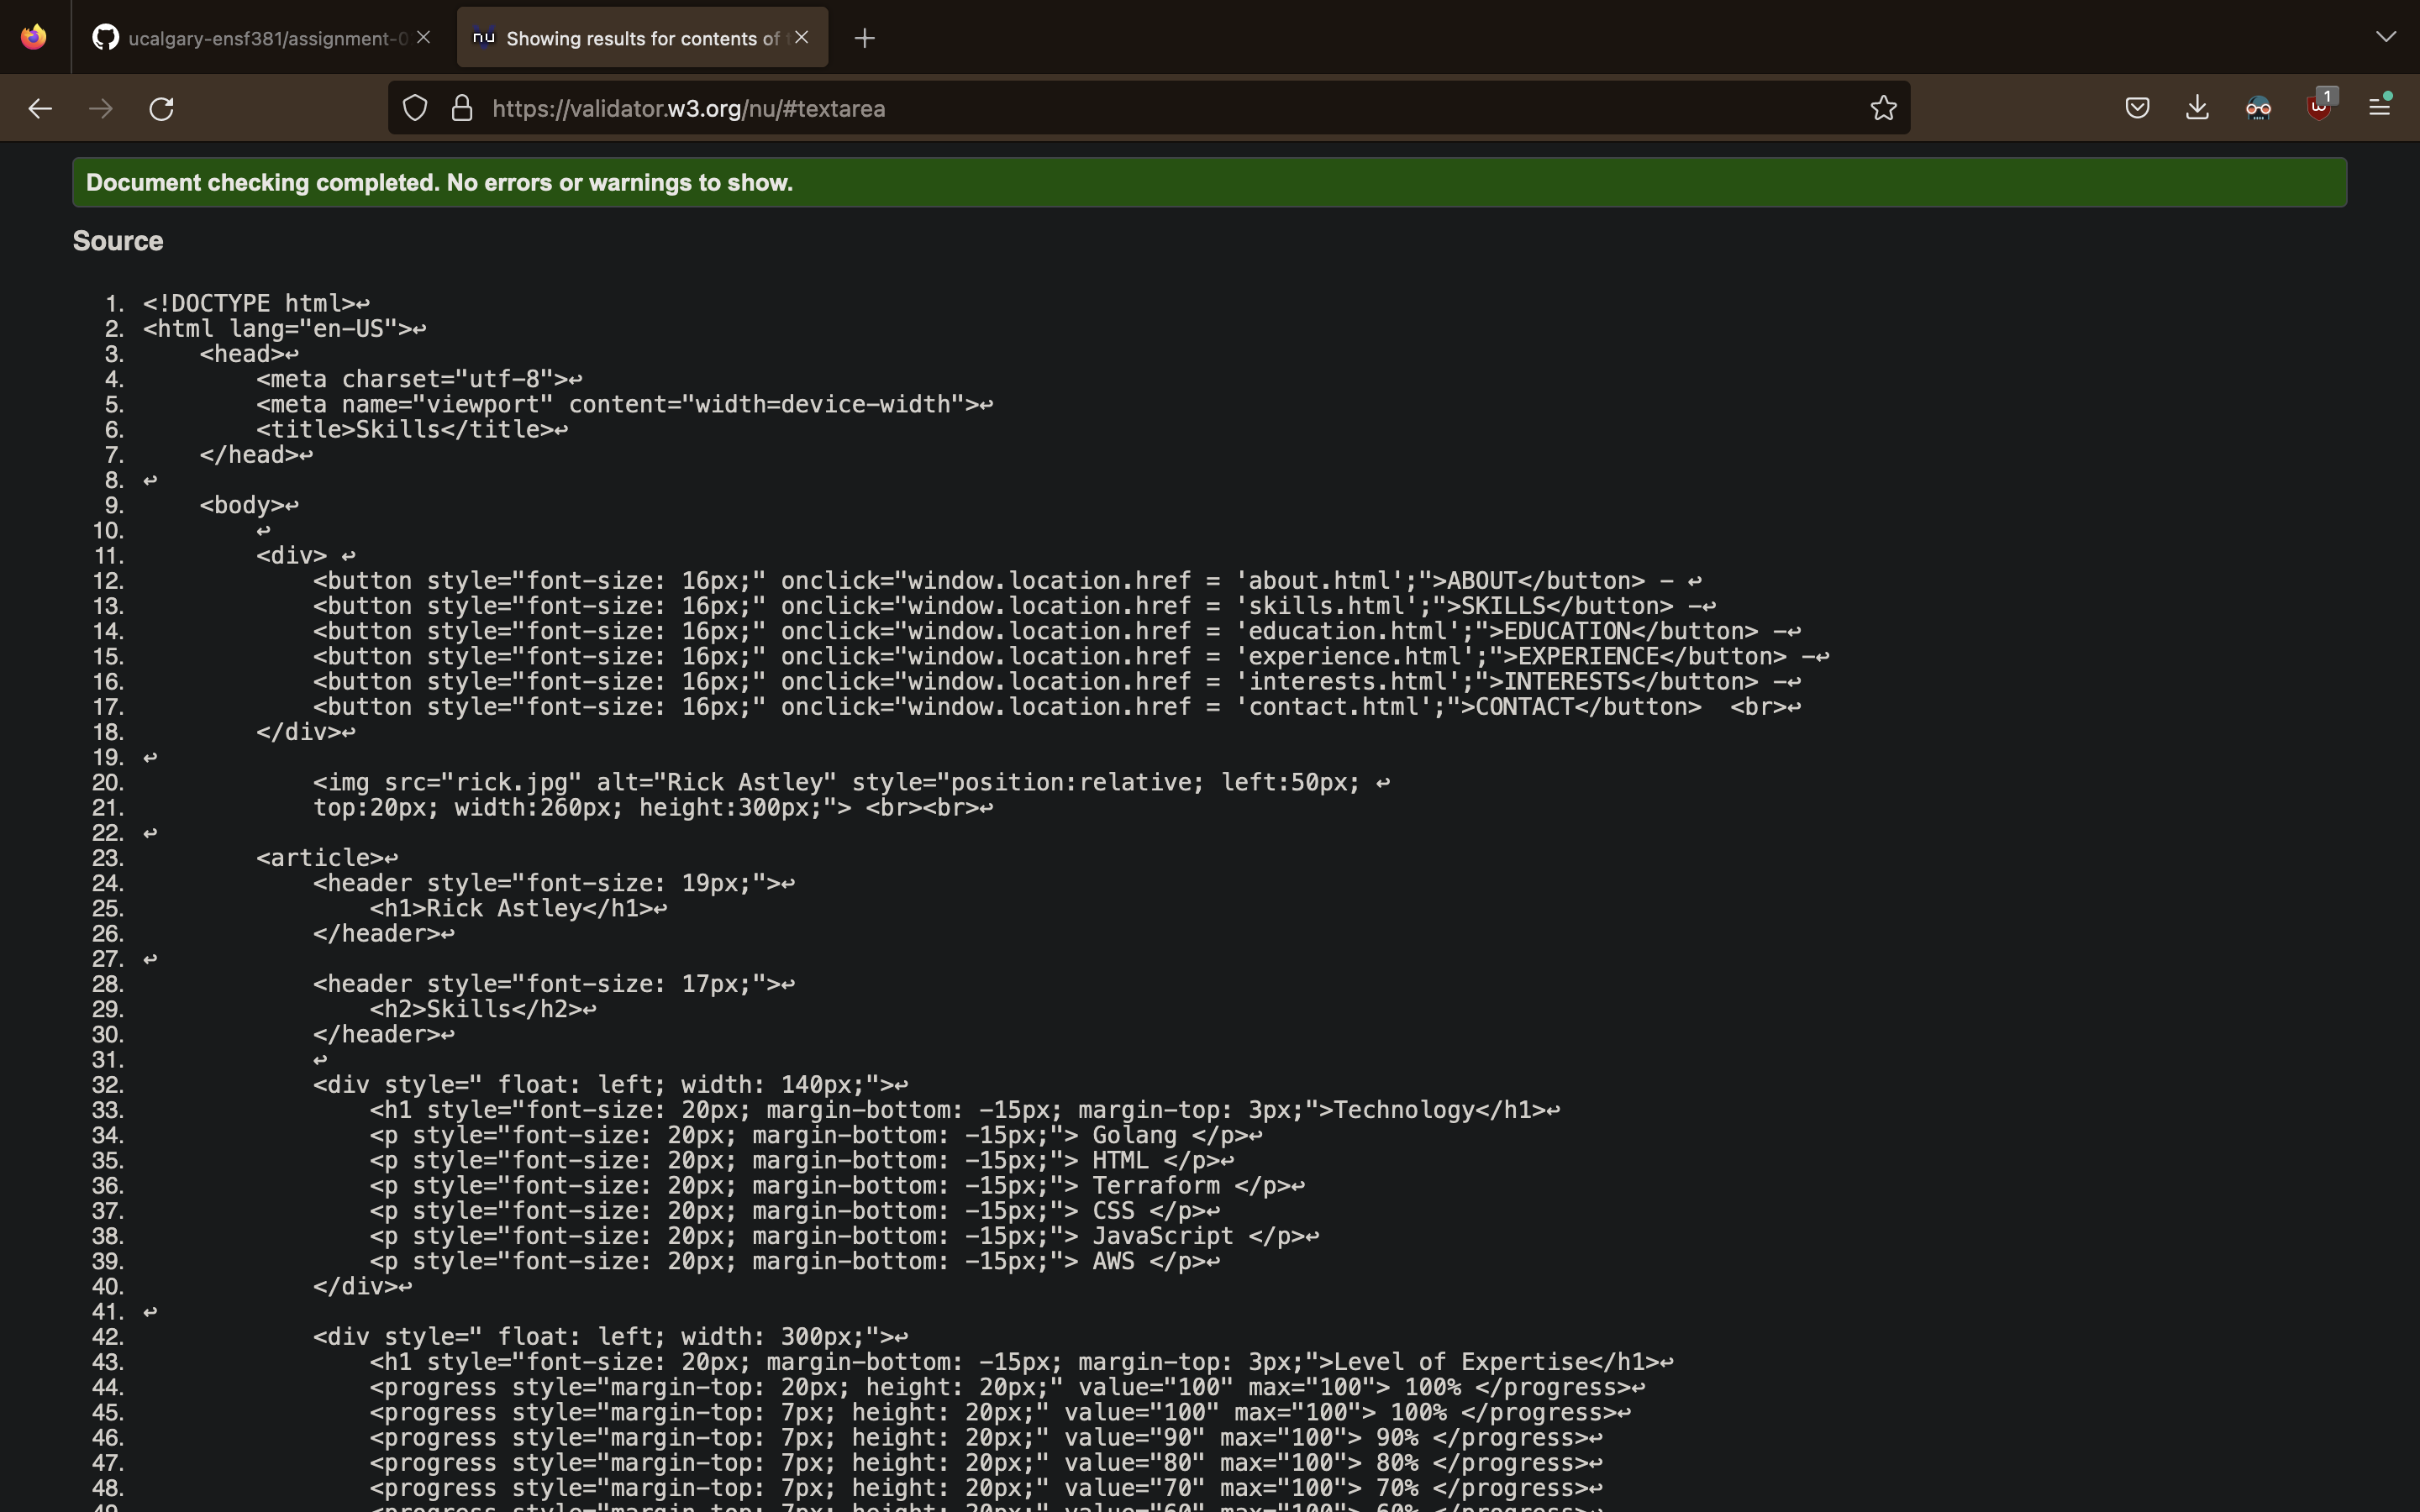 ucalgary-ensf381/assignment-0
nu Showing results for contents of
https://validator.w3.org/nu/#textarea
1
Document checking completed. No errors or warnings to show.
Source
1. <!DOCTYPE html>↩
2. <html lang="en-US">↩
3.     <head>↩
4.         <meta charset="utf-8">↩
5.         <meta name="viewport" content="width=device-width">↩
6.         <title>Skills</title>↩
7.     </head>↩
8. ↩
9.     <body>↩
10.         ↩
11.         <div> ↩
12.             <button style="font-size: 16px;" onclick="window.location.href = 'about.html';">ABOUT</button> - ↩
13.             <button style="font-size: 16px;" onclick="window.location.href = 'skills.html';">SKILLS</button> -↩
14.             <button style="font-size: 16px;" onclick="window.location.href = 'education.html';">EDUCATION</button> -↩
15.             <button style="font-size: 16px;" onclick="window.location.href = 'experience.html';">EXPERIENCE</button> -↩
16.             <button style="font-size: 16px;" onclick="window.location.href = 'interests.html';">INTERESTS</button> -↩
17.             <button style="font-size: 16px;" onclick="window.location.href = 'contact.html';">CONTACT</button>  <br>↩
18.         </div>↩
19. ↩
20.             <img src="rick.jpg" alt="Rick Astley" style="position:relative; left:50px; ↩
21.             top:20px; width:260px; height:300px;"> <br><br>↩
22. ↩
23.         <article>↩
24.             <header style="font-size: 19px;">↩
25.                 <h1>Rick Astley</h1>↩
26.             </header>↩
27. ↩
28.             <header style="font-size: 17px;">↩
29.                 <h2>Skills</h2>↩
30.             </header>↩
31.             ↩
32.             <div style=" float: left; width: 140px;">↩
33.                 <h1 style="font-size: 20px; margin-bottom: -15px; margin-top: 3px;">Technology</h1>↩
34.                 <p style="font-size: 20px; margin-bottom: -15px;"> Golang </p>↩
35.                 <p style="font-size: 20px; margin-bottom: -15px;"> HTML </p>↩
36.                 <p style="font-size: 20px; margin-bottom: -15px;"> Terraform </p>↩
37.                 <p style="font-size: 20px; margin-bottom: -15px;"> CSS </p>↩
38.                 <p style="font-size: 20px; margin-bottom: -15px;"> JavaScript </p>↩
39.                 <p style="font-size: 20px; margin-bottom: -15px;"> AWS </p>↩
40.             </div>↩
41. ↩
42.             <div style=" float: left; width: 300px;">↩
43.                 <h1 style="font-size: 20px; margin-bottom: -15px; margin-top: 3px;">Level of Expertise</h1>↩
44.                 <progress style="margin-top: 20px; height: 20px;" value="100" max="100"> 100% </progress>↩
45.                 <progress style="margin-top: 7px; height: 20px;" value="100" max="100"> 100% </progress>↩
46.                 <progress style="margin-top: 7px; height: 20px;" value="90" max="100"> 90% </progress>↩
47.                 <progress style="margin-top: 7px; height: 20px;" value="80" max="100"> 80% </progress>↩
48.                 <progress style="margin-top: 7px; height: 20px;" value="70" max="100"> 70% </progress>↩
49.                 <progress style="margin-top: 7px; height: 20px;" value="60" max="100"> 60% </progress>↩